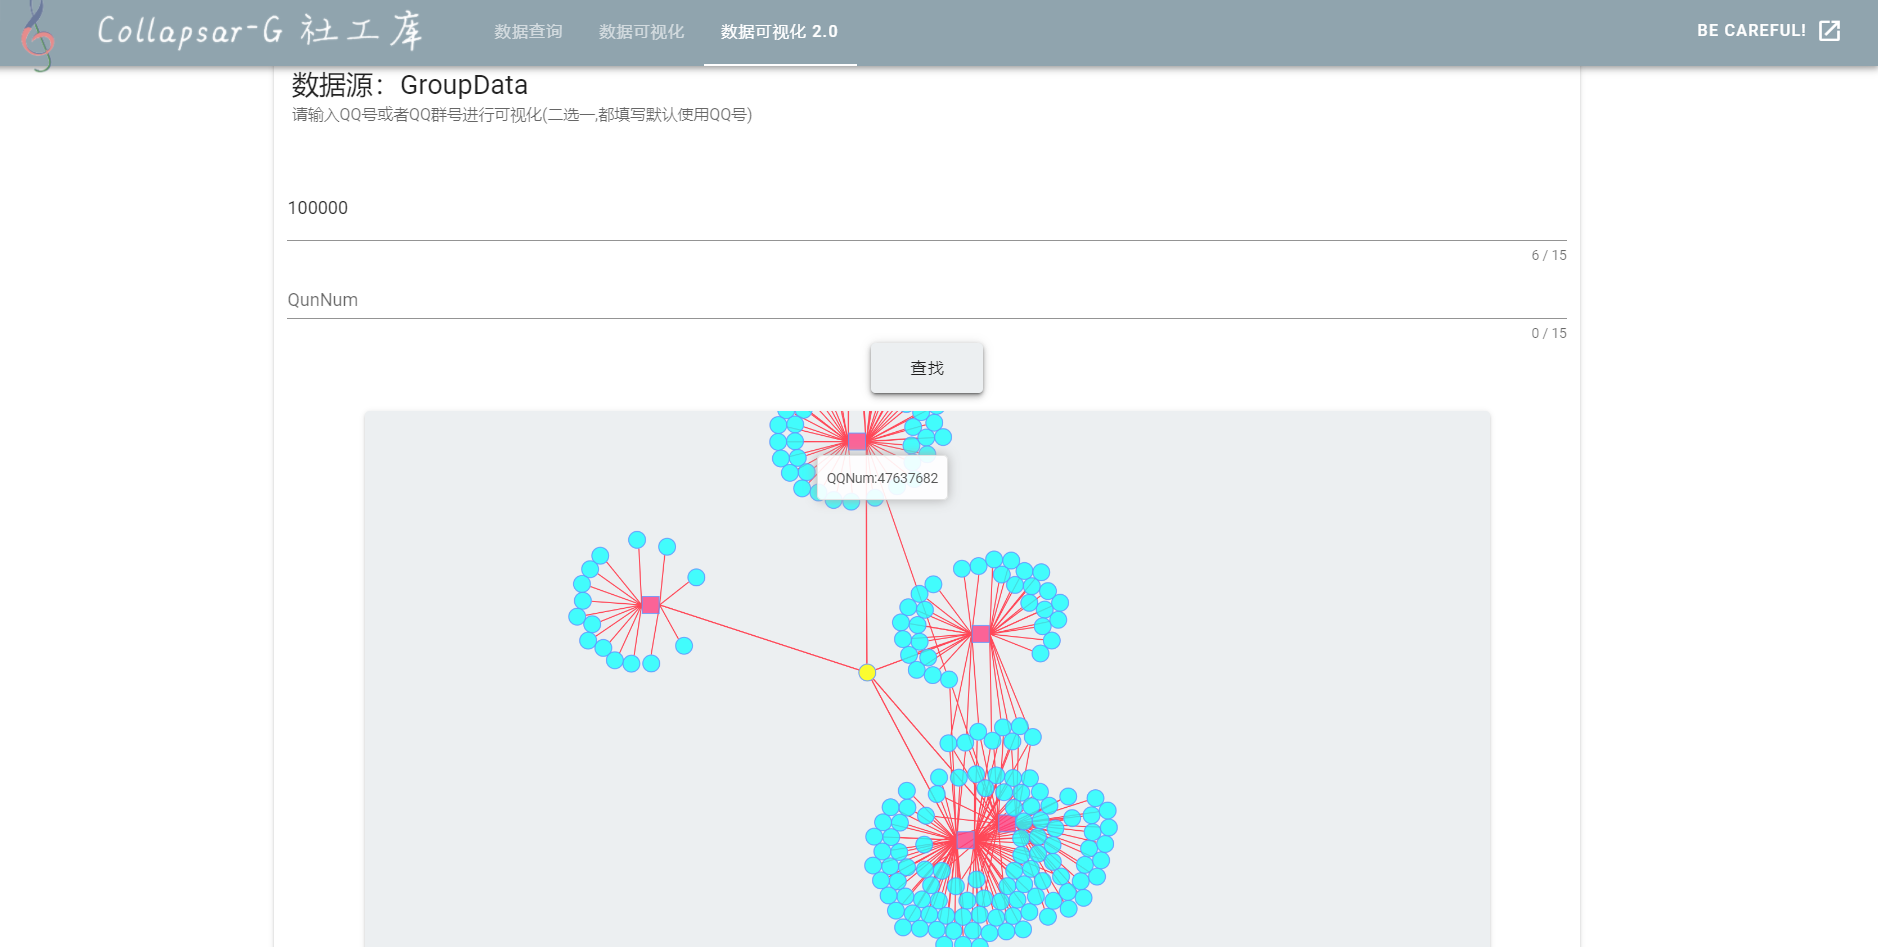 Collapsar-G 社工库
数据查询
数据可视化
数据可视化 2.0
BE CAREFUL!
数据源：GroupData
请输入QQ号或者QQ群号进行可视化(二选一,都填写默认使用QQ号)
100000
6 / 15
QunNum
0 / 15
查找
QQNum:47637682